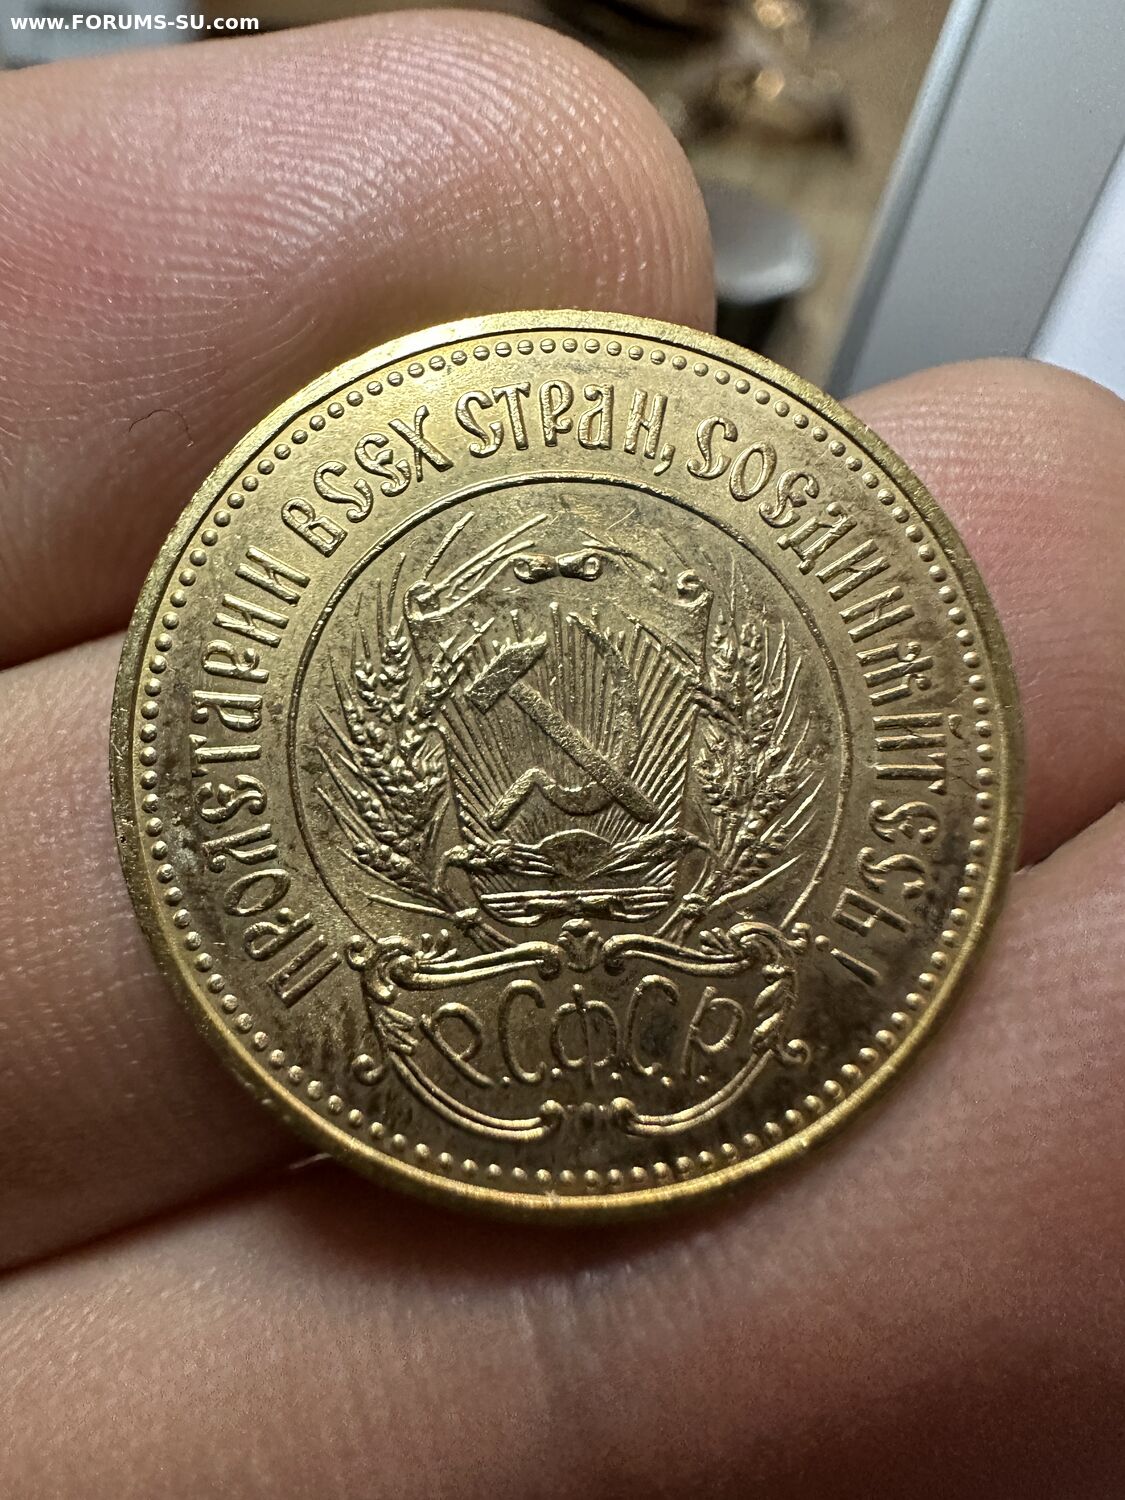 www.FORUMS-SU.com
ПРОЛЕТАРИИ ВСЕХ СТРАН, СОЕДИНЯЙТЕСЬ!
Р.С.Ф.С.Р.